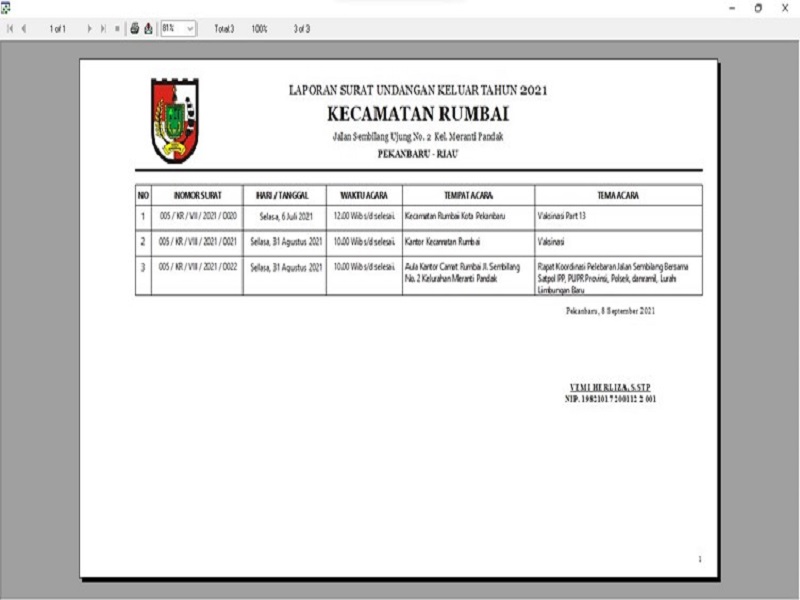 1 of 1 81% Total:3 100% 3 of 3
LAPORAN SURAT UNDANGAN KELUAR TAHUN 2021
KECAMATAN RUMBAI
Jalan Sembilang Ujung No. 2 Kel. Meranti Pandak
PEKANBARU - RIAU
NO NOMOR SURAT HARI / TANGGAL WAKTU ACARA TEMPAT ACARA TEMA ACARA
1 005 / KR / VII / 2021 / 0020 Selasa, 6 Juli 2021 12.00 Wib s/d selesai. Kecamatan Rumbai Kota Pekanbaru Vaksinasi Part 13
2 005 / KR / VIII / 2021 / 0021 Selasa, 31 Agustus 2021 10.00 Wib s/d selesai. Kantor Kecamatan Rumbai Vaksinasi
3 005 / KR / VIII / 2021 / 0022 Selasa, 31 Agustus 2021 10.00 Wib s/d selesai. Aula Kantor Camat Rumbai Jl. Sembilang Rapat Koordinasi Pelebaran Jalan Sembilang Bersama
No. 2 Kelurahan Meranti Pandak Satpol PP, PUPR Provinsi, Polsek, danramil, Lurah
Limbungan Baru
Pekanbaru, 8 September 2021
VEMI HERLIZA, S.STP
NIP. 19821017 200112 2 001
1